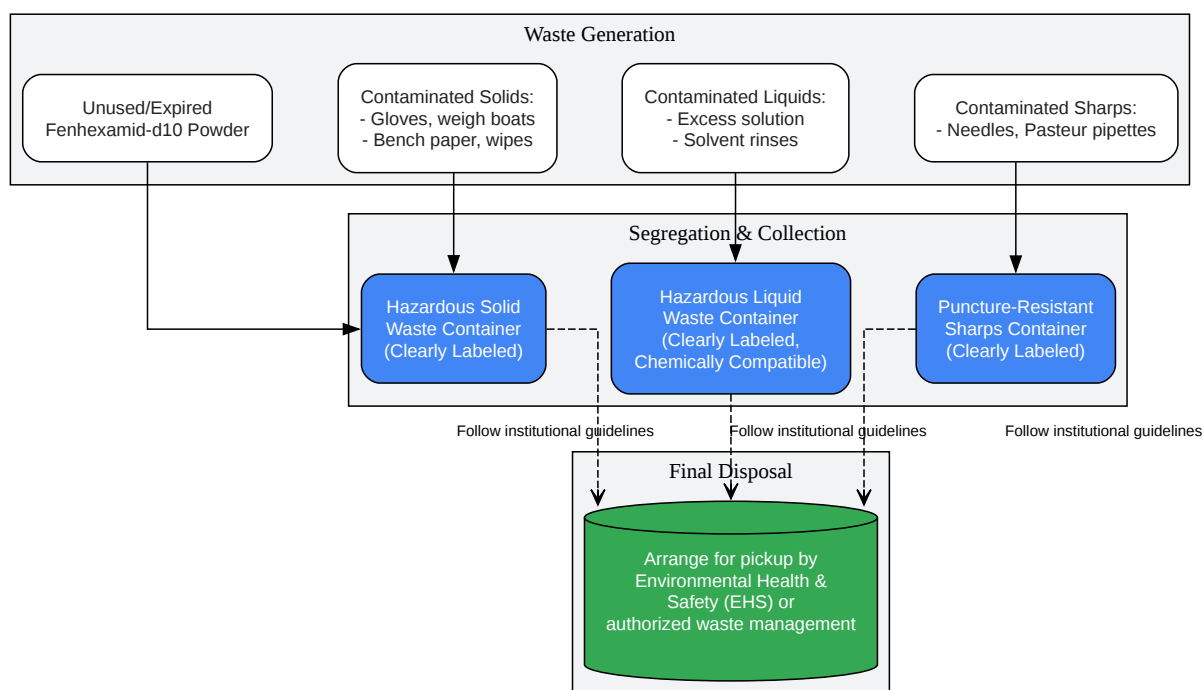 Waste Generation
Unused/Expired
Fenhexamid-d10 Powder
Contaminated Solids:
- Gloves, weigh boats
- Bench paper, wipes
Contaminated Liquids:
- Excess solution
- Solvent rinses
Contaminated Sharps:
- Needles, Pasteur pipettes
Segregation & Collection
Hazardous Solid
Waste Container
(Clearly Labeled)
Hazardous Liquid
Waste Container
(Clearly Labeled,
Chemically Compatible)
Puncture-Resistant
Sharps Container
(Clearly Labeled)
Follow institutional guidelines
Follow institutional guidelines
Follow institutional guidelines
Final Disposal
Arrange for pickup by
Environmental Health &
Safety (EHS) or
authorized waste management